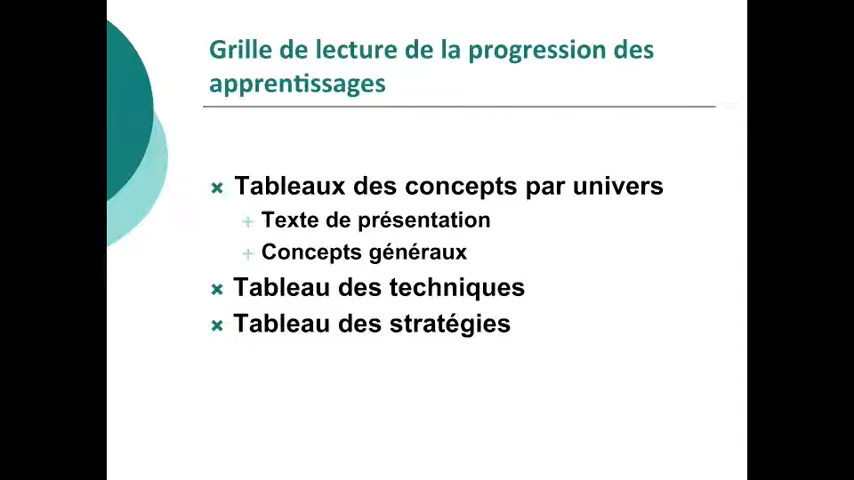 Grille de lecture de la progression des
apprentissages
Tableaux des concepts par univers
Texte de présentation
Concepts généraux
Tableau des techniques
Tableau des stratégies